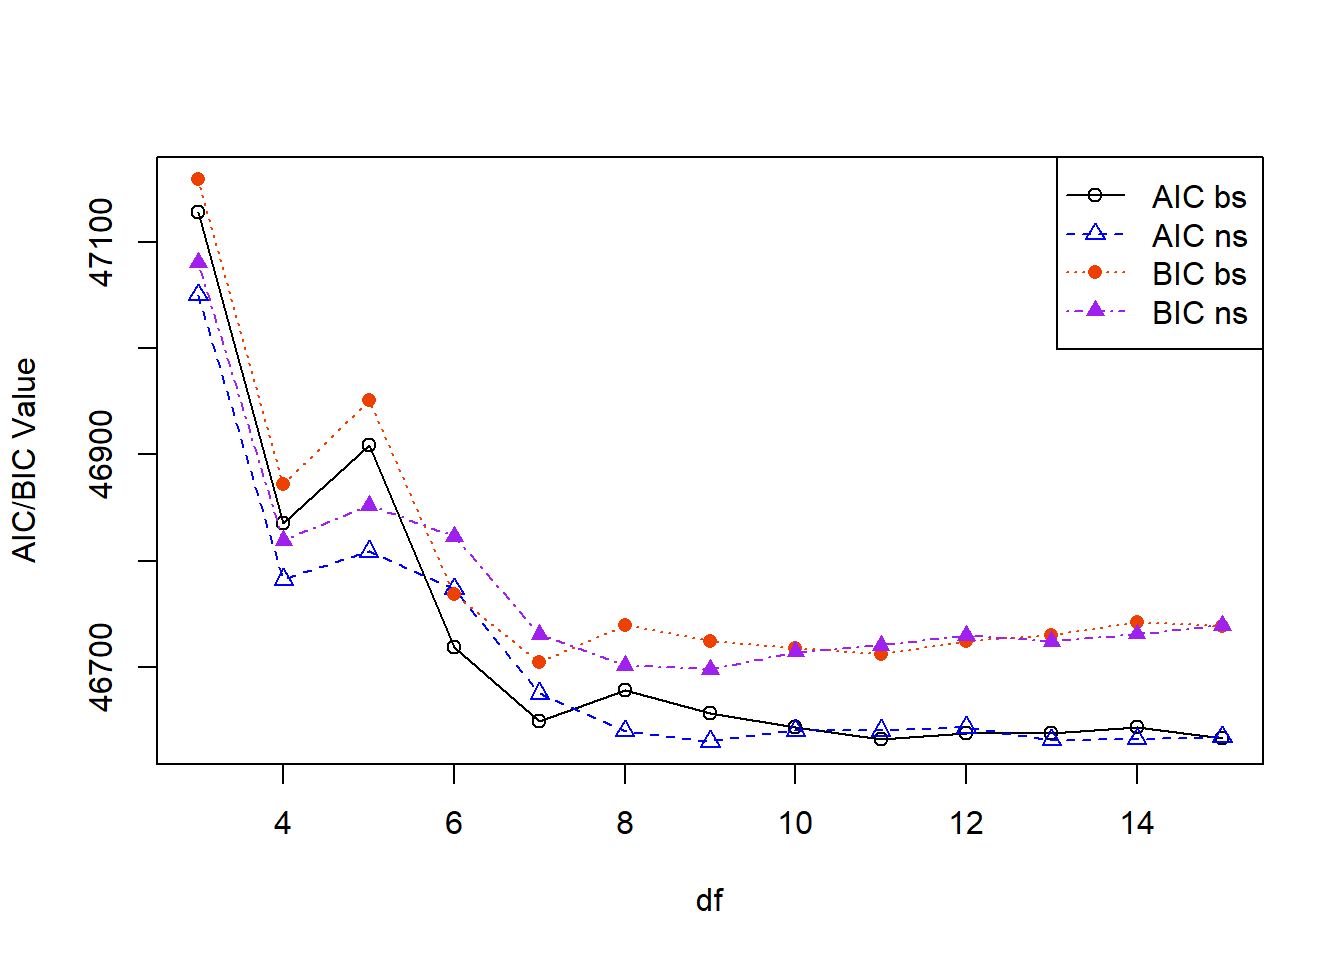 AIC/BIC Value
47100
46900
46700
AIC bs
AIC ns
BIC bs
BIC ns
4 6 8 10 12 14
df